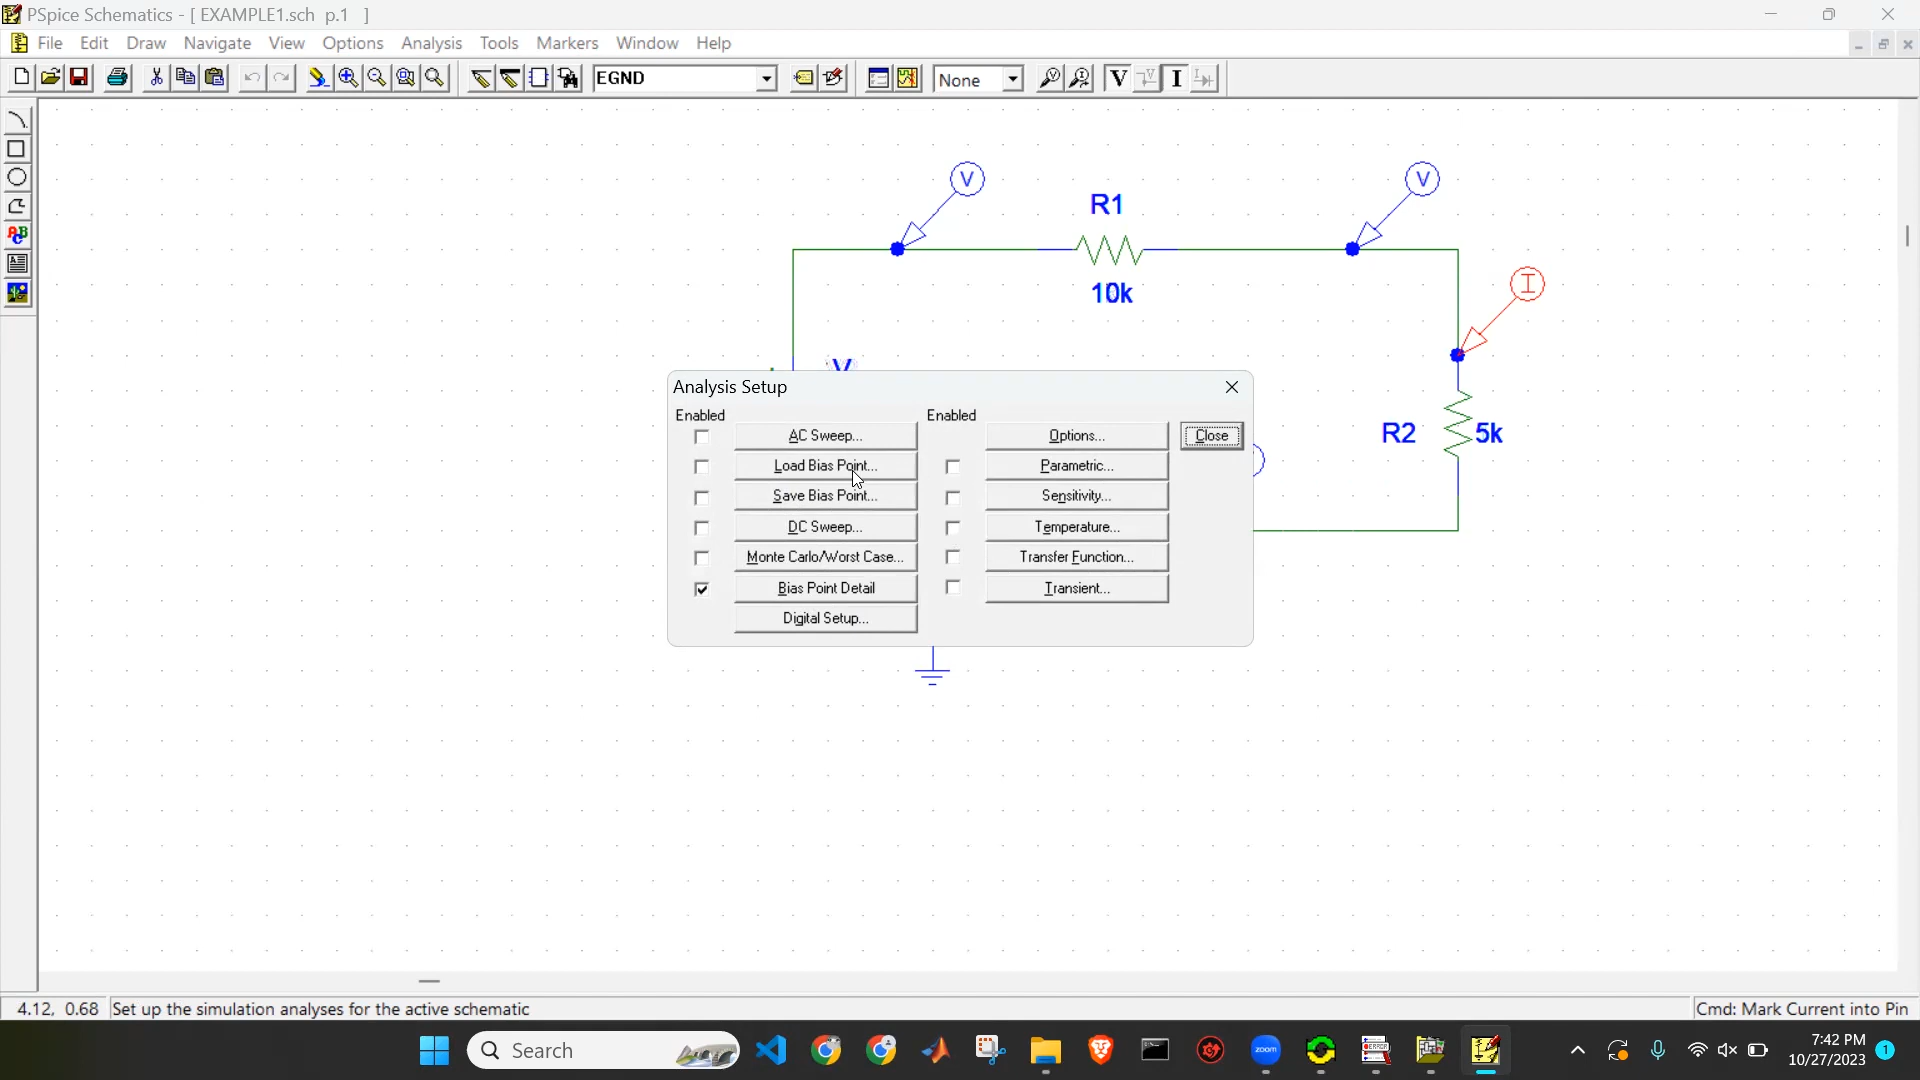 PSpice Schematics - [ EXAMPLE1.sch p.1 ]
File Edit Draw Navigate View Options Analysis Tools Markers Window Help
EGND
None
V
I
ABC
V
V
R1
10k
I
V
R2
5k
Analysis Setup
Enabled
Enabled
AC Sweep...
Options...
Close
Load Bias Point...
Parametric...
Save Bias Point...
Sensitivity...
DC Sweep...
Temperature...
Monte Carlo/Worst Case...
Transfer Function...
Bias Point Detail
Transient...
Digital Setup...
4.12, 0.68
Set up the simulation analyses for the active schematic
Cmd: Mark Current into Pin
Search
zoom
ERROR
7:42 PM
10/27/2023
1